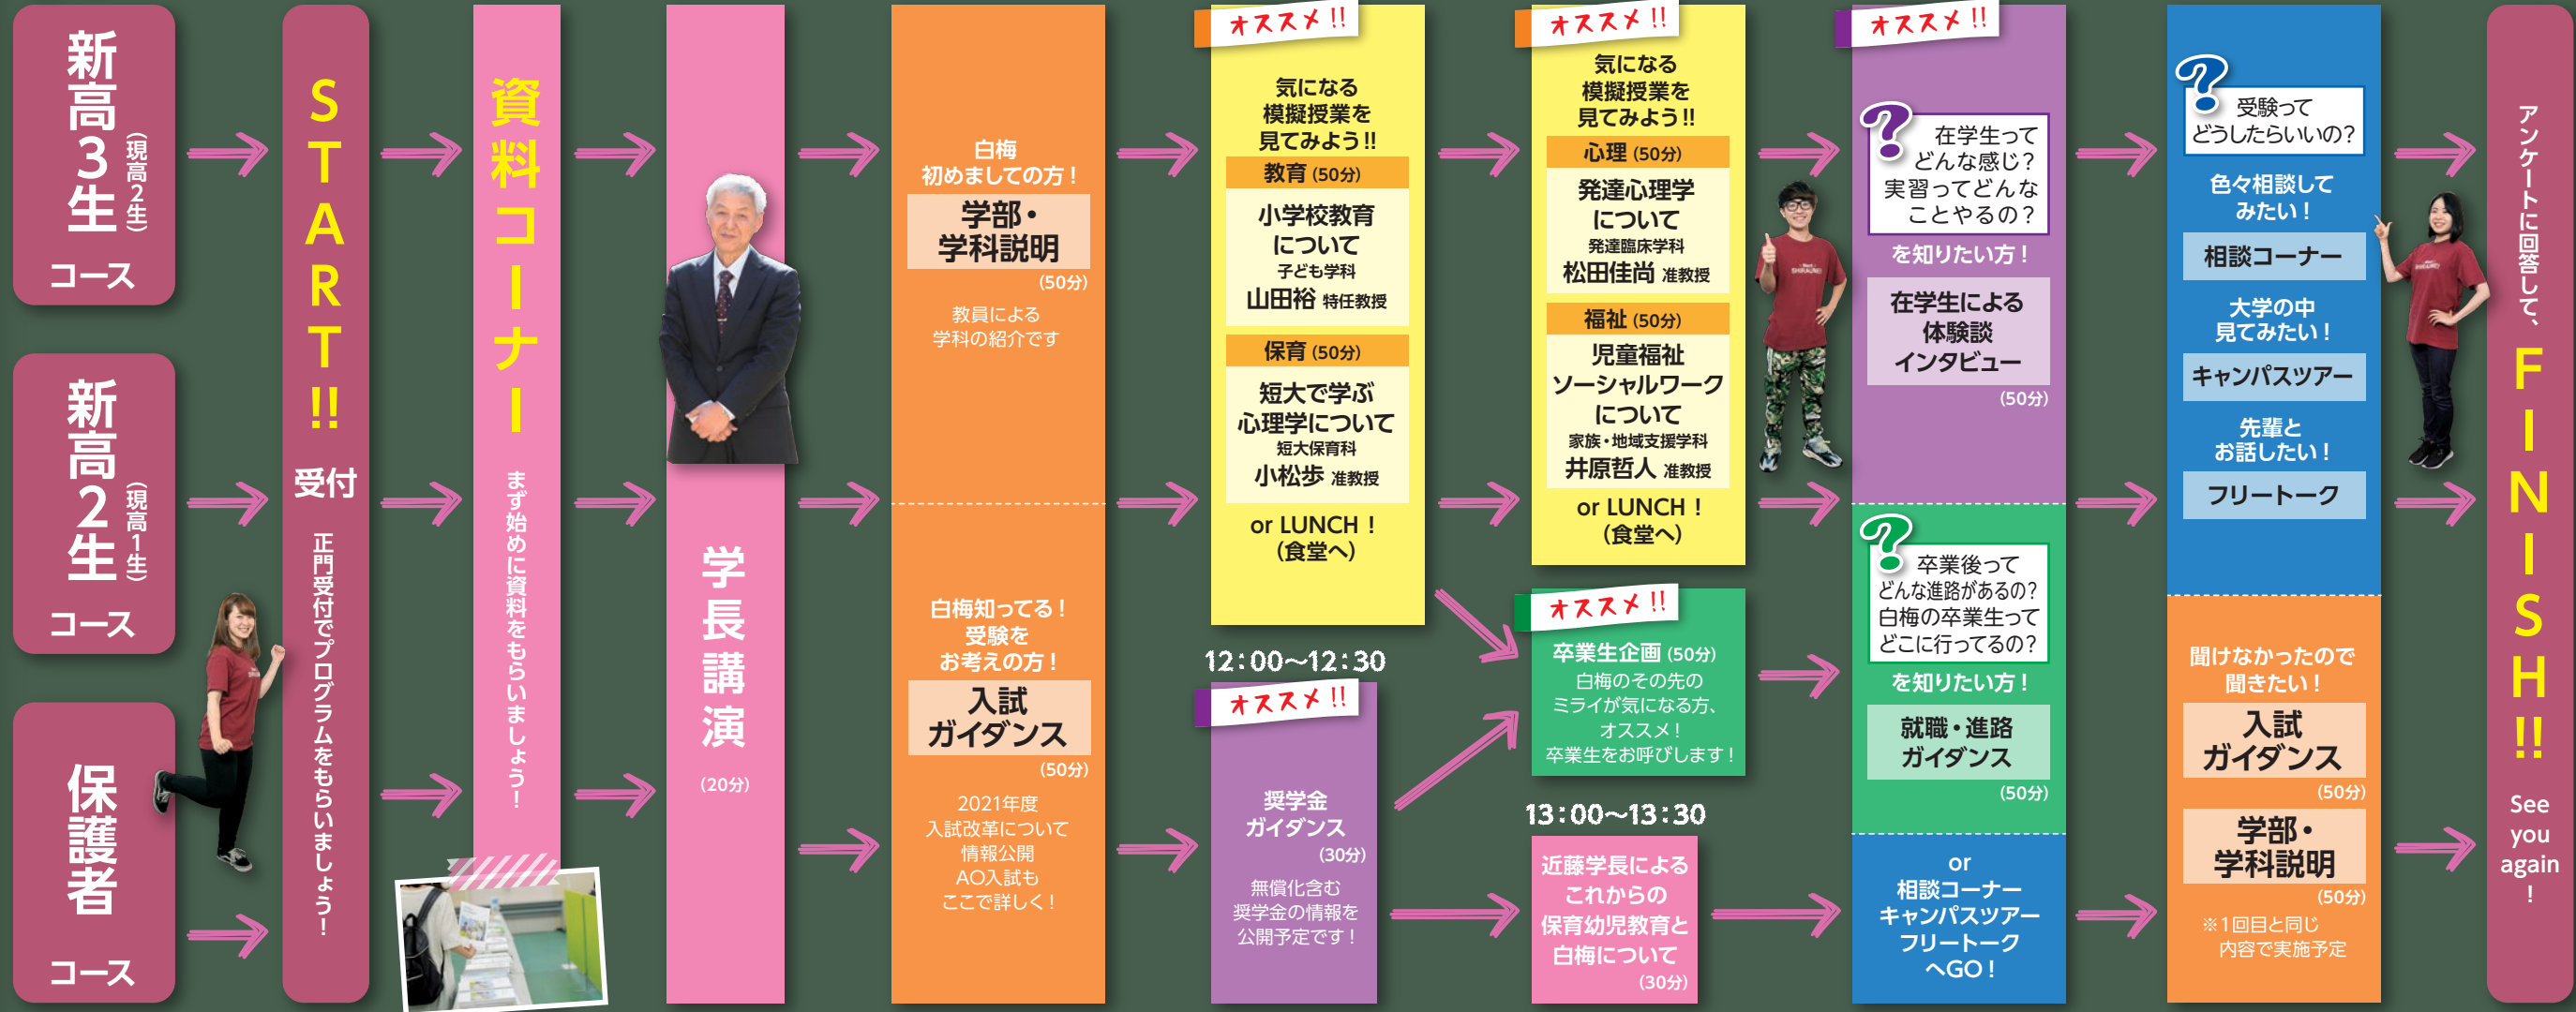 新高3生
（現高2生）
コース
新高2生
（現高1生）
コース
保護者
コース
START!!
受付
正門受付でプログラムをもらいましょう！
資料コーナー
まず始めに資料をもらいましょう！
学長講演
（20分）
白梅
初めましての方！
学部・
学科説明
（50分）
教員による
学科の紹介です
白梅知ってる！
受験を
お考えの方！
入試
ガイダンス
（50分）
2021年度
入試改革について
情報公開
AO入試も
ここで詳しく！
オススメ!!
気になる
模擬授業を
見てみよう!!
教育（50分）
小学校教育
について
子ども学科
山田裕 特任教授
保育（50分）
短大で学ぶ
心理学について
短大保育科
小松歩 准教授
or LUNCH！
（食堂へ）
12：00〜12：30
オススメ!!
奨学金
ガイダンス
（30分）
無償化含む
奨学金の情報を
公開予定です！
オススメ!!
気になる
模擬授業を
見てみよう!!
心理（50分）
発達心理学
について
発達臨床学科
松田佳尚 准教授
福祉（50分）
児童福祉
ソーシャルワーク
について
家族・地域支援学科
井原哲人 准教授
or LUNCH！
（食堂へ）
オススメ!!
卒業生企画（50分）
白梅のその先の
ミライが気になる方、
オススメ！
卒業生をお呼びします！
13：00〜13：30
近藤学長による
これからの
保育幼児教育と
白梅について
（30分）
オススメ!!
?
在学生って
どんな感じ？
実習ってどんな
ことやるの？
を知りたい方！
在学生による
体験談
インタビュー
（50分）
?
卒業後って
どんな進路があるの？
白梅の卒業生って
どこに行ってるの？
を知りたい方！
就職・進路
ガイダンス
（50分）
or
相談コーナー
キャンパスツアー
フリートーク
へGO！
?
受験って
どうしたらいいの？
色々相談して
みたい！
相談コーナー
大学の中
見てみたい！
キャンパスツアー
先輩と
お話したい！
フリートーク
聞けなかったので
聞きたい！
入試
ガイダンス
（50分）
学部・
学科説明
（50分）
※1回目と同じ
内容で実施予定
アンケートに回答して、
FINISH!!
See
you
again
！